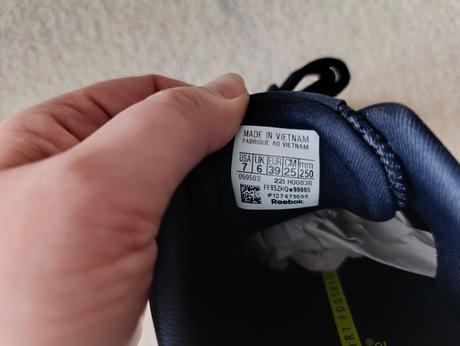 MADE IN VIETNAM
FABRIQUE AU VIETNAM
USA UK EUR CM mm
7 6 39 25 250
059503 22I H00836
#127475655
Reebok